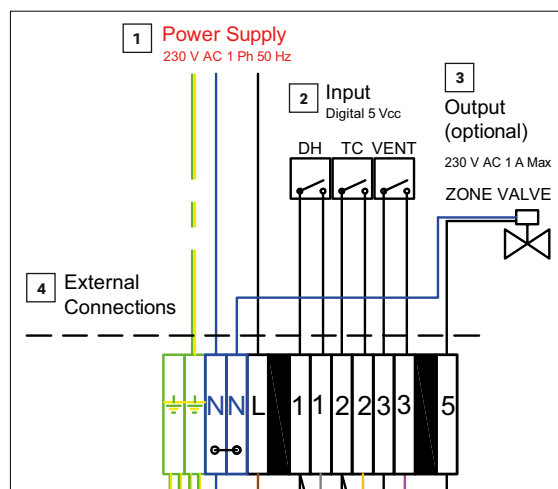 1 Power Supply
230 V AC 1 Ph 50 Hz
2 Input
Digital 5 Vcc
DH TC VENT
3
Output
(optional)
230 V AC 1 A Max
ZONE VALVE
4 External
Connections
N N L 1 1 2 2 3 3 5